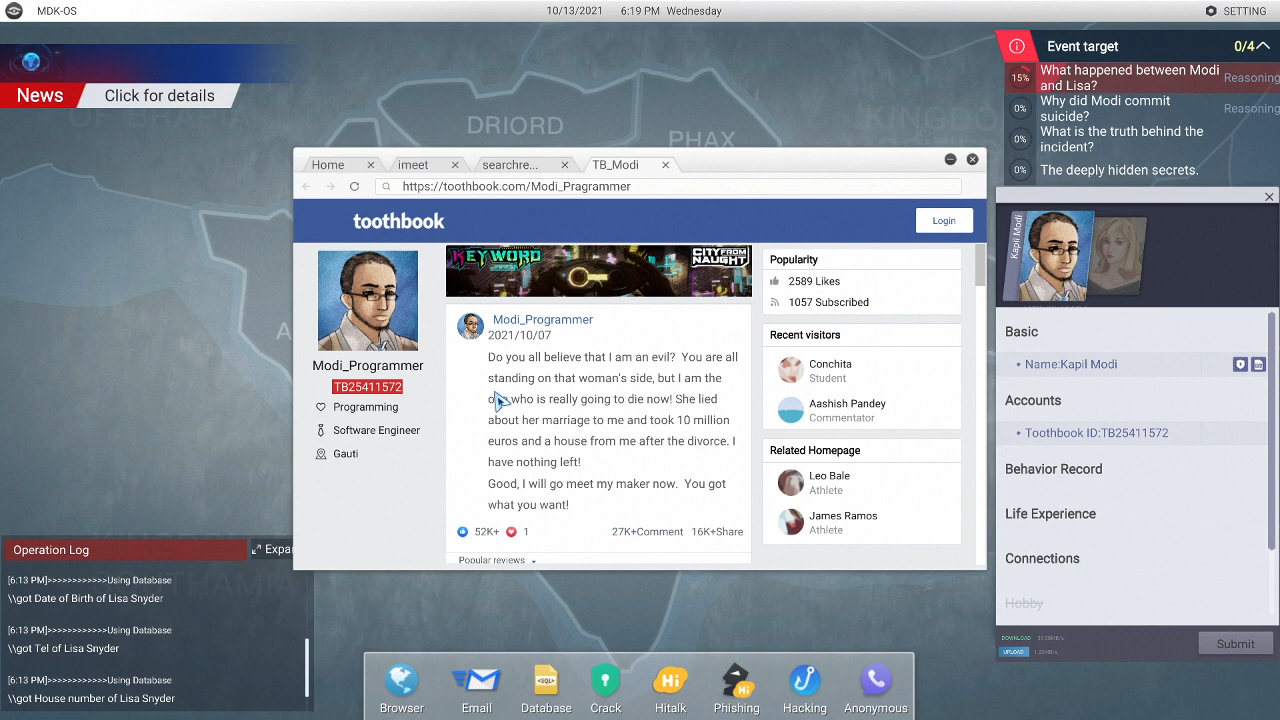 MDK-OS
10/13/2021 6:19 PM Wednesday
SETTING
News
Click for details
DRIORD
PHAX
Event target
0/4
15% What happened between Modi and Lisa? Reasoning
0% Why did Modi commit suicide? Reasoning
0% What is the truth behind the incident?
0% The deeply hidden secrets.
Home
imeet
searchre...
TB_Modi
https://toothbook.com/Modi_Pragrammer
toothbook
Login
Modi_Programmer
TB25411572
Programming
Software Engineer
Gauti
KEYWORD
CITY FROM NAUGHT
Modi_Programmer
2021/10/07
Do you all believe that I am an evil? You are all
standing on that woman's side, but I am the
who is really going to die now! She lied
about her marriage to me and took 10 million
euros and a house from me after the divorce. I
have nothing left!
Good, I will go meet my maker now. You got
what you want!
52K+ 1 27K+Comment 16K+Share
Popular reviews
Popularity
2589 Likes
1057 Subscribed
Recent visitors
Conchita
Student
Aashish Pandey
Commentator
Related Homepage
Leo Bale
Athlete
James Ramos
Athlete
Kapil Modi
Basic
• Name:Kapil Modi
Accounts
• Toothbook ID:TB25411572
Behavior Record
Life Experience
Connections
Hobby
DOWNLOAD
UPLOAD
Submit
Operation Log
Expan
[6:13 PM]>>>>>>>>>>>>Using Database
\\got Date of Birth of Lisa Snyder
[6:13 PM]>>>>>>>>>>>>Using Database
\\got Tel of Lisa Snyder
[6:13 PM]>>>>>>>>>>>>Using Database
\\got House number of Lisa Snyder
Browser
<SQL>
Hi
Hi
Email
Database
Crack
Hitalk
Phishing
Hacking
Anonymous